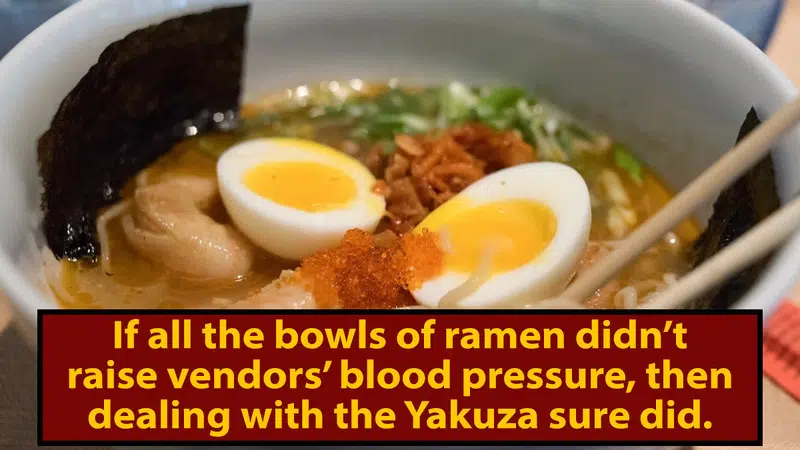 If all the bowls of ramen didn’t
raise vendors’ blood pressure, then
dealing with the Yakuza sure did.